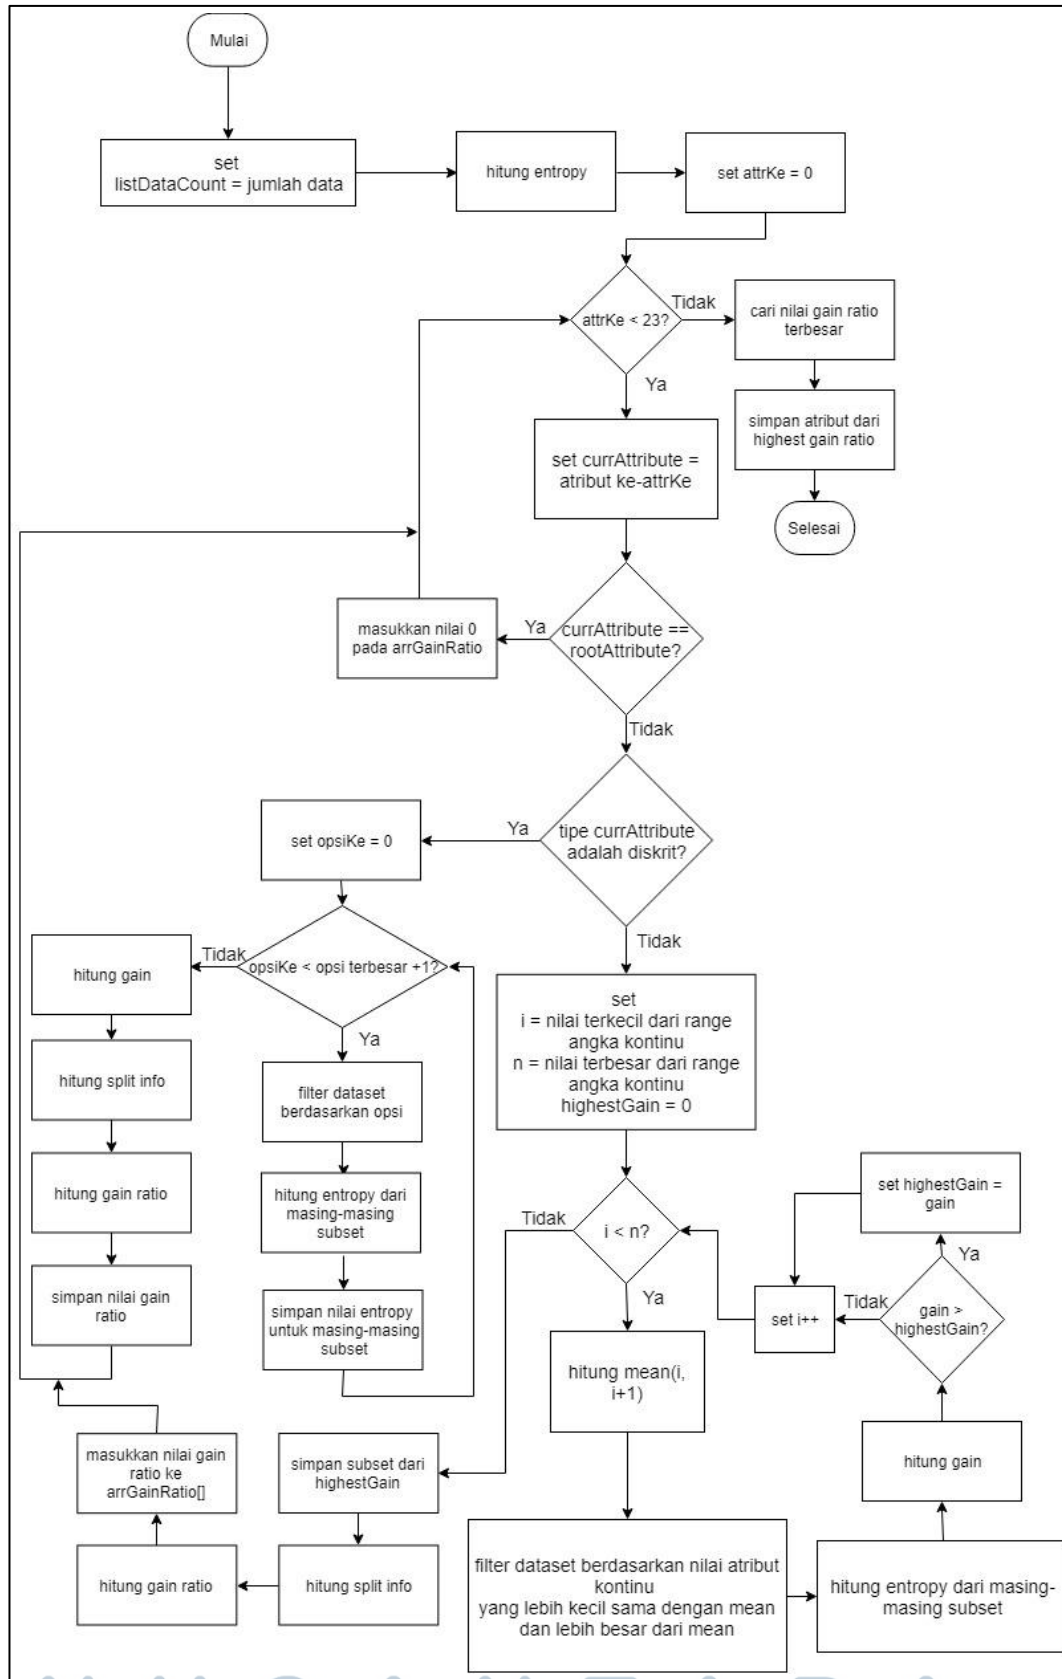 Mulai
set
listDataCount = jumlah data
hitung entropy
set attrKe = 0
attrKe < 23?
Tidak
cari nilai gain ratio
terbesar
Ya
simpan atribut dari
highest gain ratio
Selesai
set currAttribute =
atribut ke-attrKe
currAttribute ==
rootAttribute?
Ya
masukkan nilai 0
pada arrGainRatio
Tidak
tipe currAttribute
adalah diskrit?
Ya
set opsiKe = 0
Tidak
opsiKe < opsi terbesar +1?
Tidak
hitung gain
hitung split info
hitung gain ratio
simpan nilai gain
ratio
Ya
filter dataset
berdasarkan opsi
hitung entropy dari
masing-masing
subset
simpan nilai entropy
untuk masing-masing
subset
set
i = nilai terkecil dari range
angka kontinu
n = nilai terbesar dari range
angka kontinu
highestGain = 0
i < n?
Tidak
Ya
hitung mean(i,
i+1)
filter dataset berdasarkan nilai atribut
kontinu
yang lebih kecil sama dengan mean
dan lebih besar dari mean
hitung entropy dari masing-
masing subset
hitung gain
gain >
highestGain?
Ya
set highestGain =
gain
Tidak
set i++
simpan subset dari
highestGain
hitung split info
hitung gain ratio
masukkan nilai gain
ratio ke
arrGainRatio[]